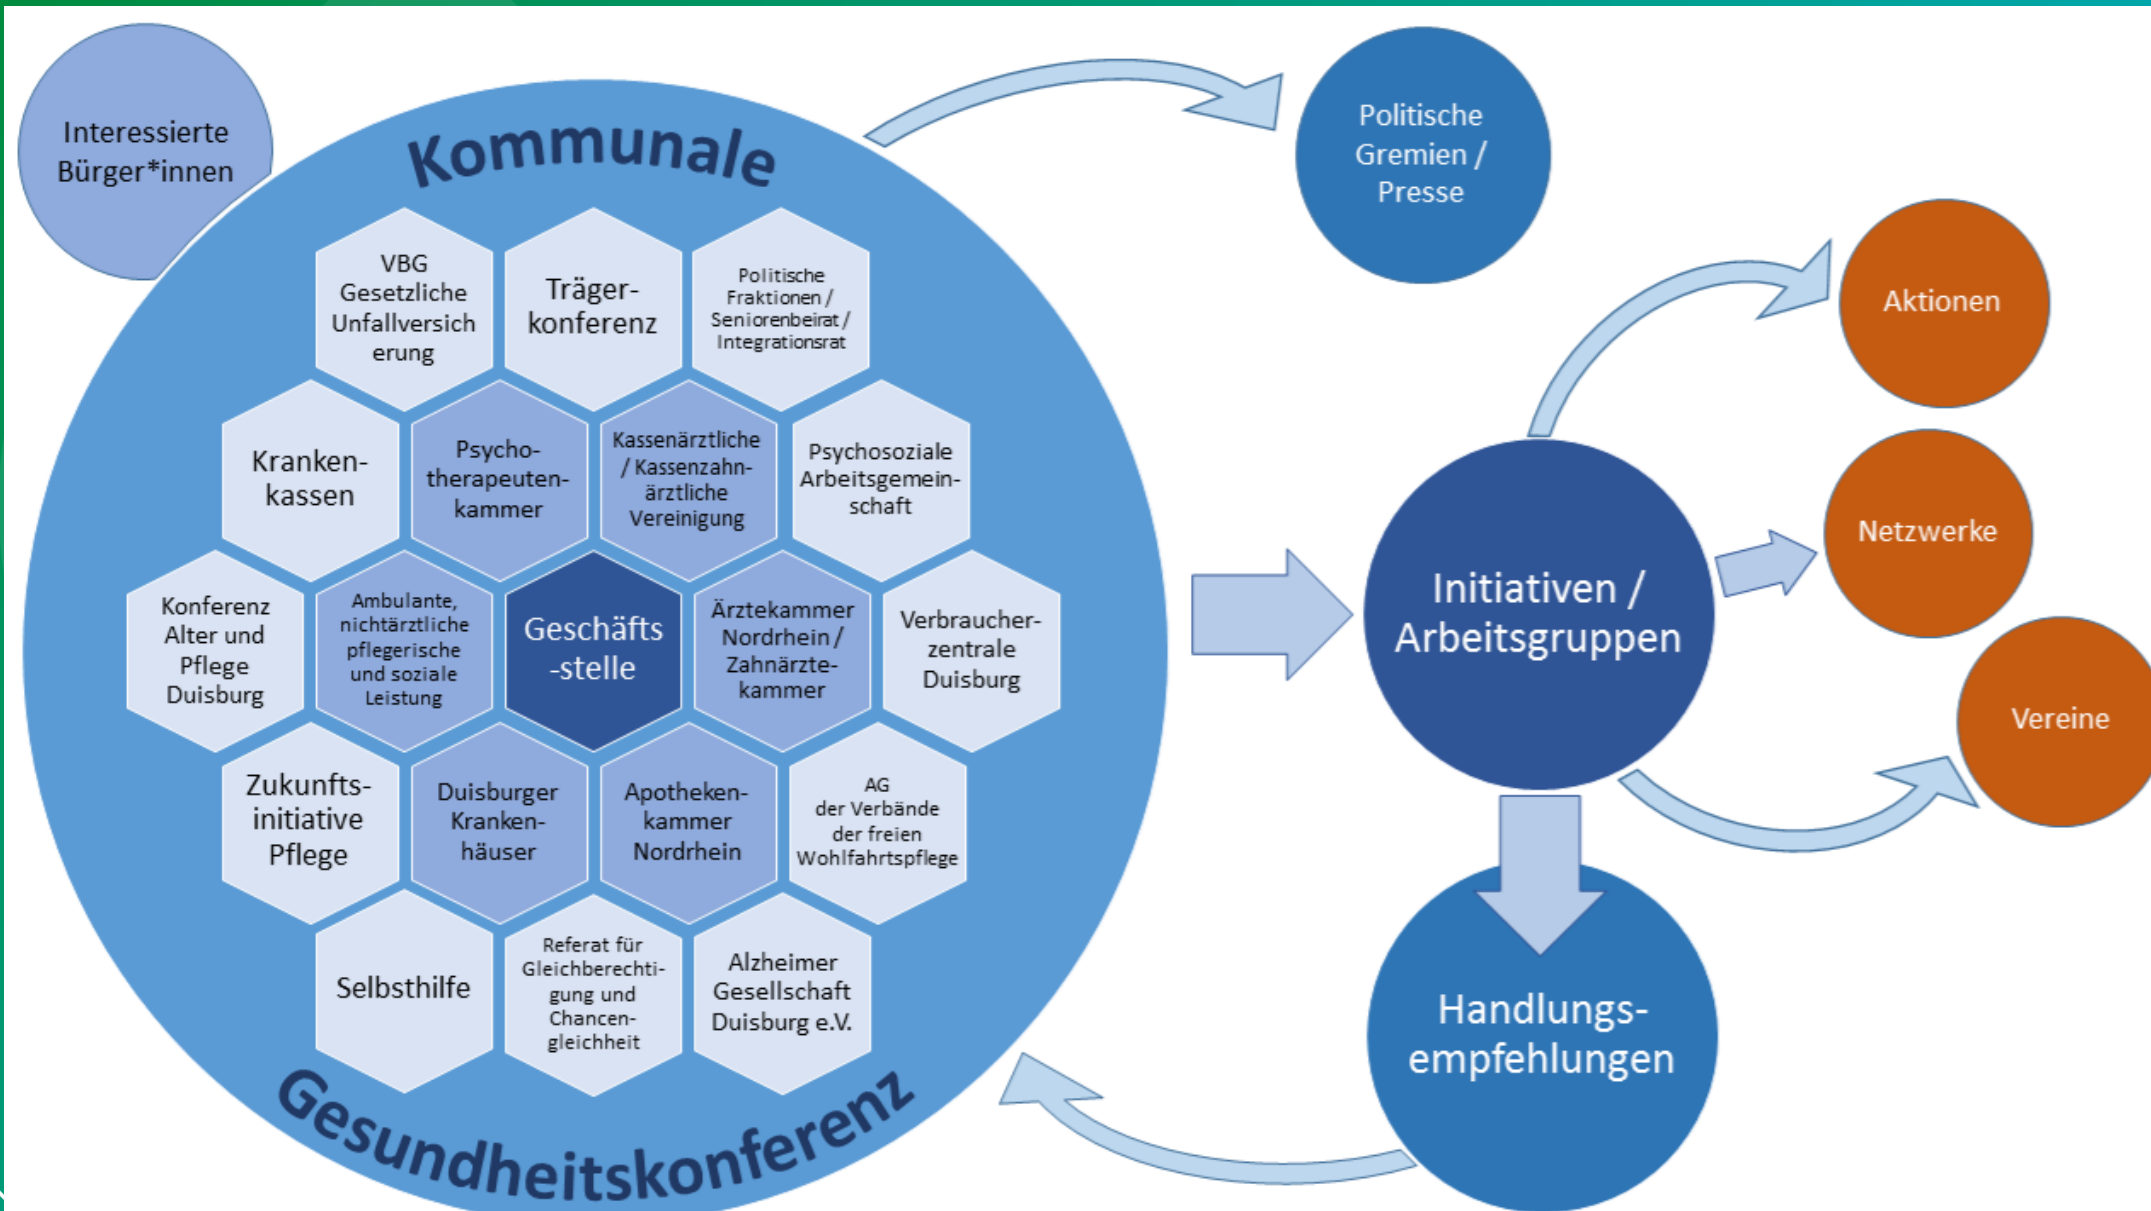 Interessierte
Bürger*innen
Kommunale
VBG
Gesetzliche
Unfallversich
erung
Träger-
konferenz
Politische
Fraktionen /
Seniorenbeirat /
Integrationsrat
Kranken-
kassen
Psycho-
therapeuten-
kammer
Kassenärztliche
/ Kassenzahn-
ärztliche
Vereinigung
Psychosoziale
Arbeitsgemein-
schaft
Konferenz
Alter und
Pflege
Duisburg
Ambulante,
nichtärztliche
pflegerische
und soziale
Leistung
Geschäfts
-stelle
Ärztekammer
Nordrhein /
Zahnärzte-
kammer
Verbraucher-
zentrale
Duisburg
Zukunfts-
initiative
Pflege
Duisburger
Kranken-
häuser
Apotheken-
kammer
Nordrhein
AG
der Verbände
der freien
Wohlfahrtspflege
Selbsthilfe
Referat für
Gleichberechti-
gung und
Chancen-
gleichheit
Alzheimer
Gesellschaft
Duisburg e.V.
Gesundheitskonferenz
Politische
Gremien /
Presse
Initiativen /
Arbeitsgruppen
Aktionen
Netzwerke
Vereine
Handlungs-
empfehlungen